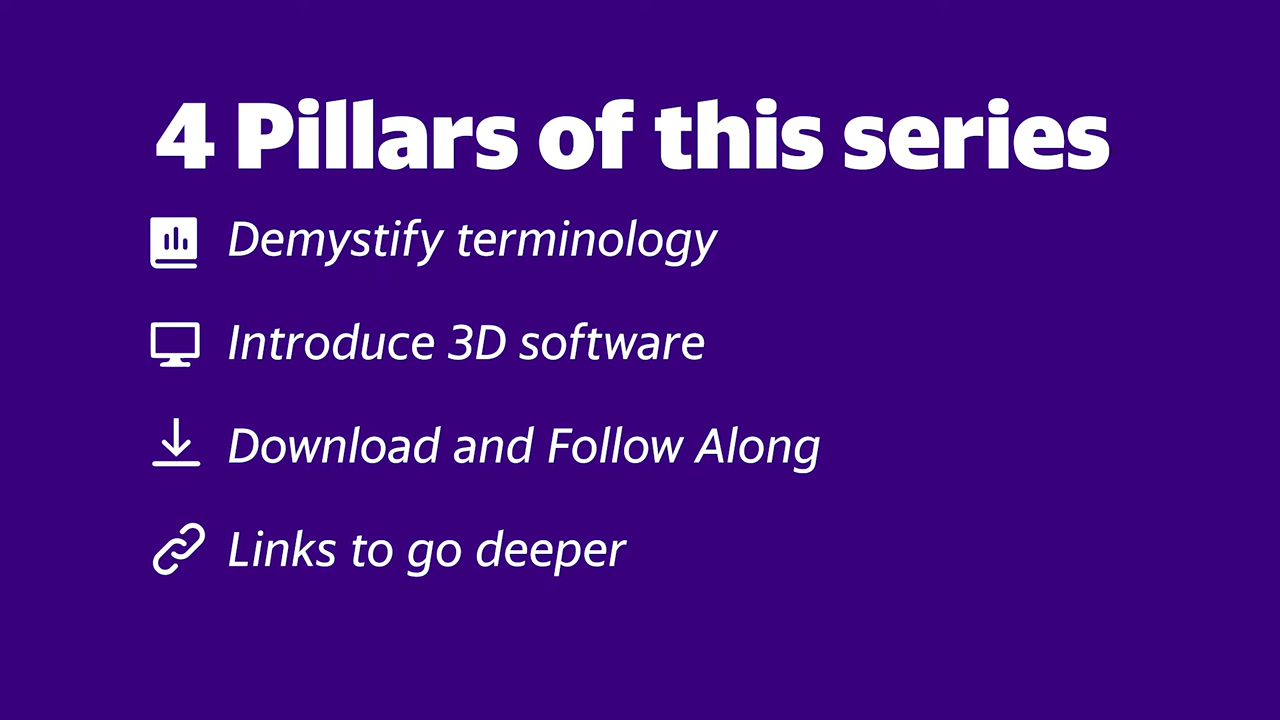 4 Pillars of this series
Demystify terminology
Introduce 3D software
Download and Follow Along
Links to go deeper